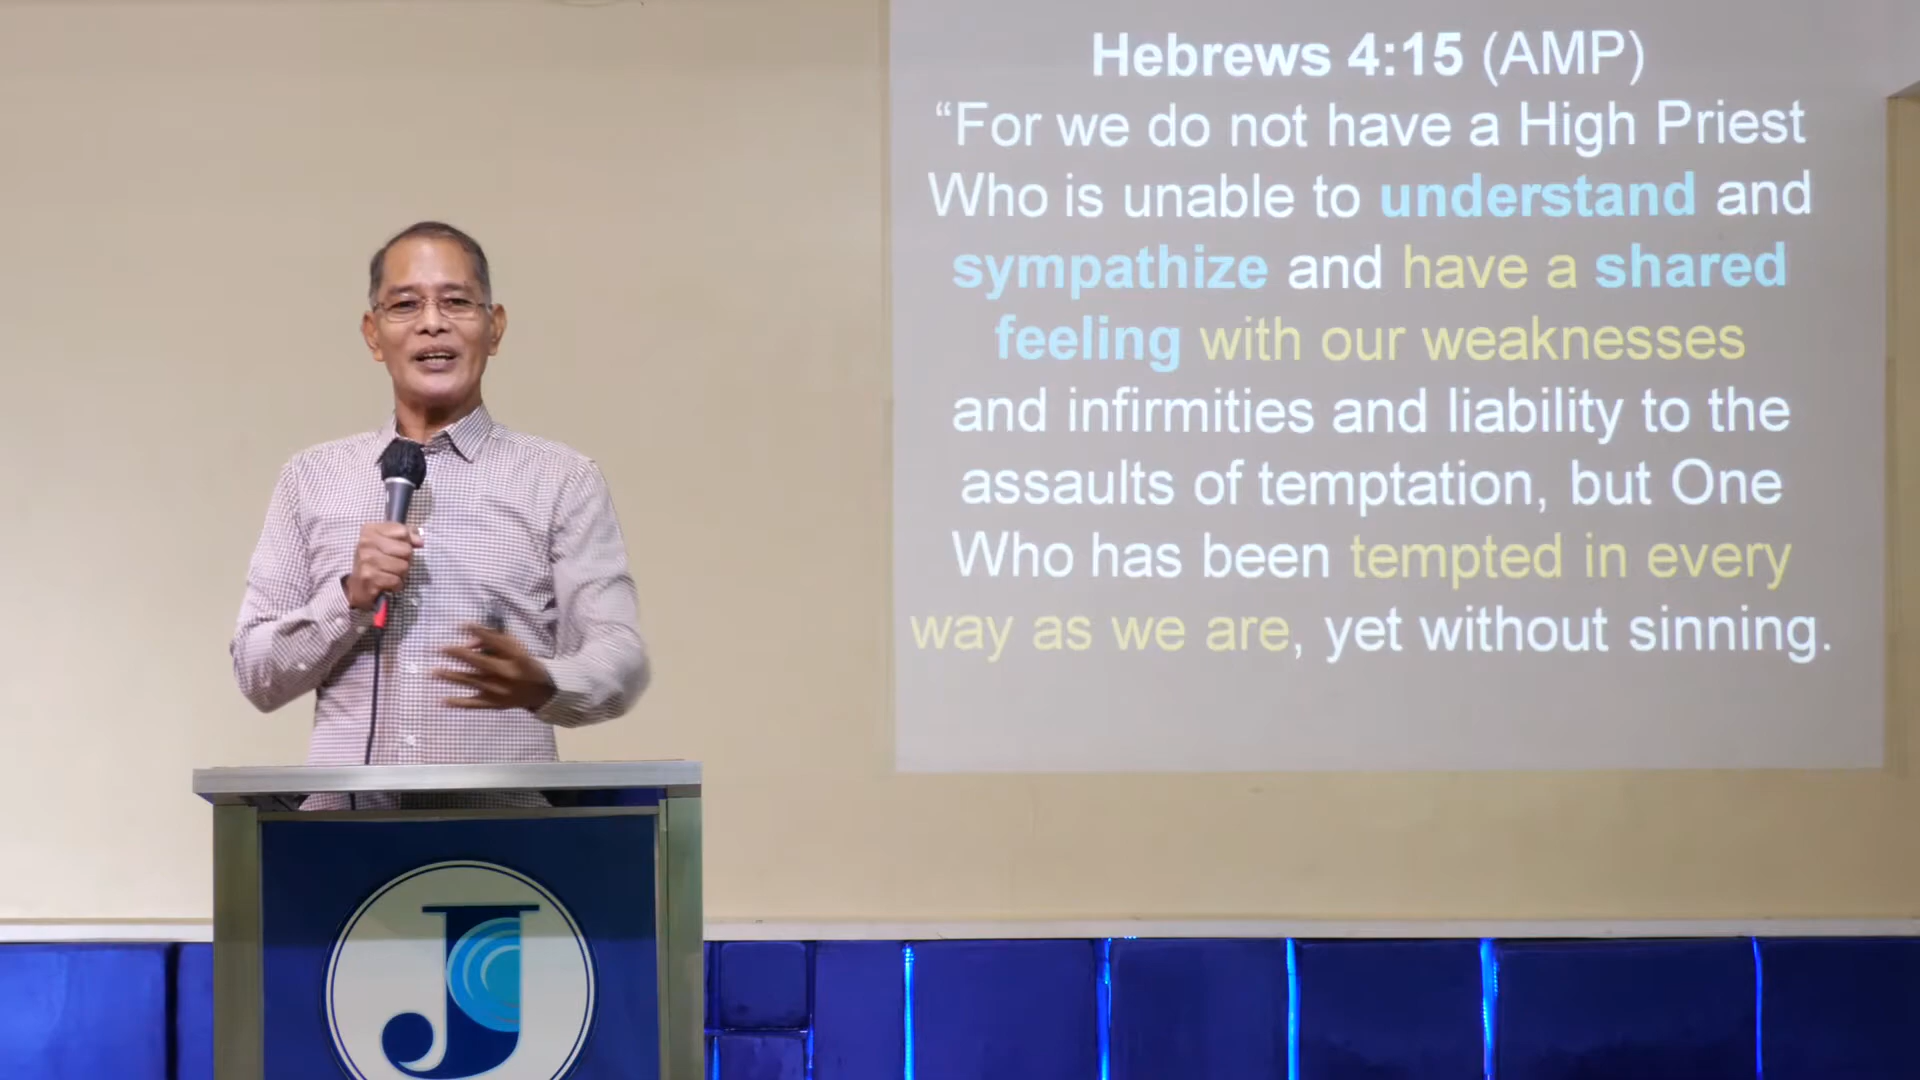 Hebrews 4:15 (AMP)
“For we do not have a High Priest
Who is unable to understand and
sympathize and have a shared
feeling with our weaknesses
and infirmities and liability to the
assaults of temptation, but One
Who has been tempted in every
way as we are, yet without sinning.
J